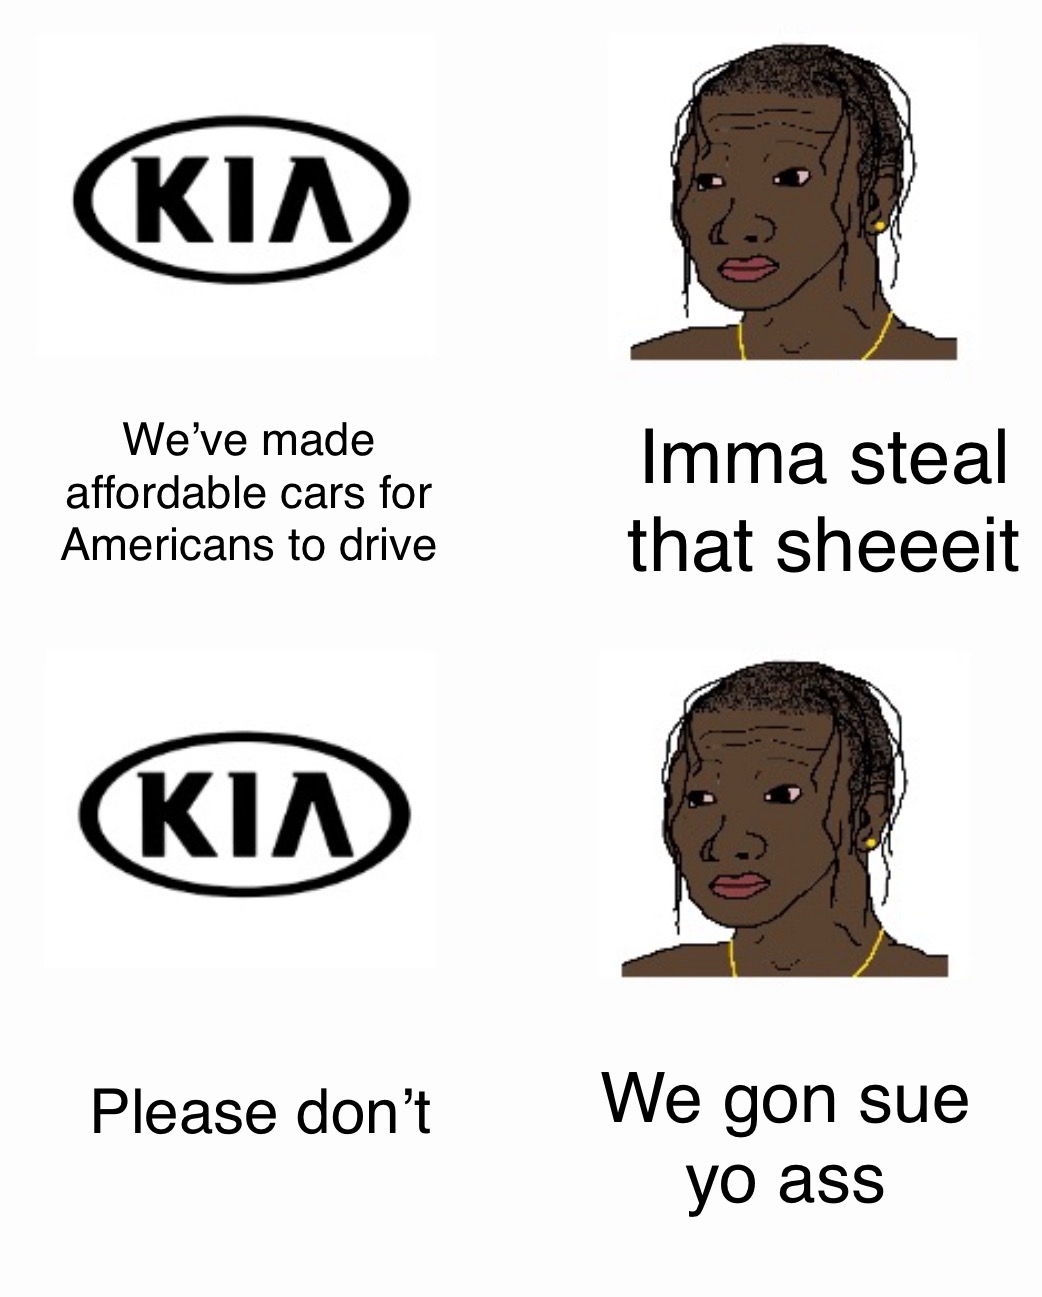 KIA
We’ve made
affordable cars for
Americans to drive
Imma steal
that sheeeit
KIA
Please don’t
We gon sue
yo ass